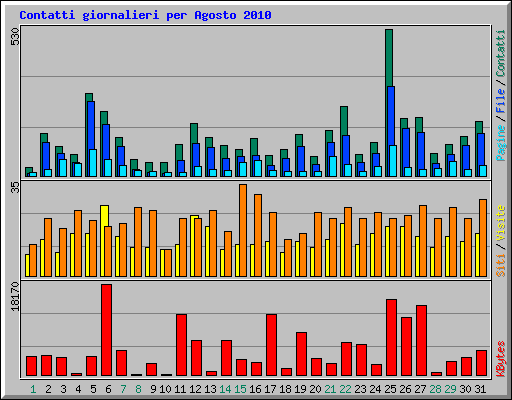 Contatti giornalieri per Agosto 2010
530
Pagine / File / Contatti
35
Siti / Visite
18170
KBytes
1 2 3 4 5 6 7 8 9 10 11 12 13 14 15 16 17 18 19 20 21 22 23 24 25 26 27 28 29 30 31